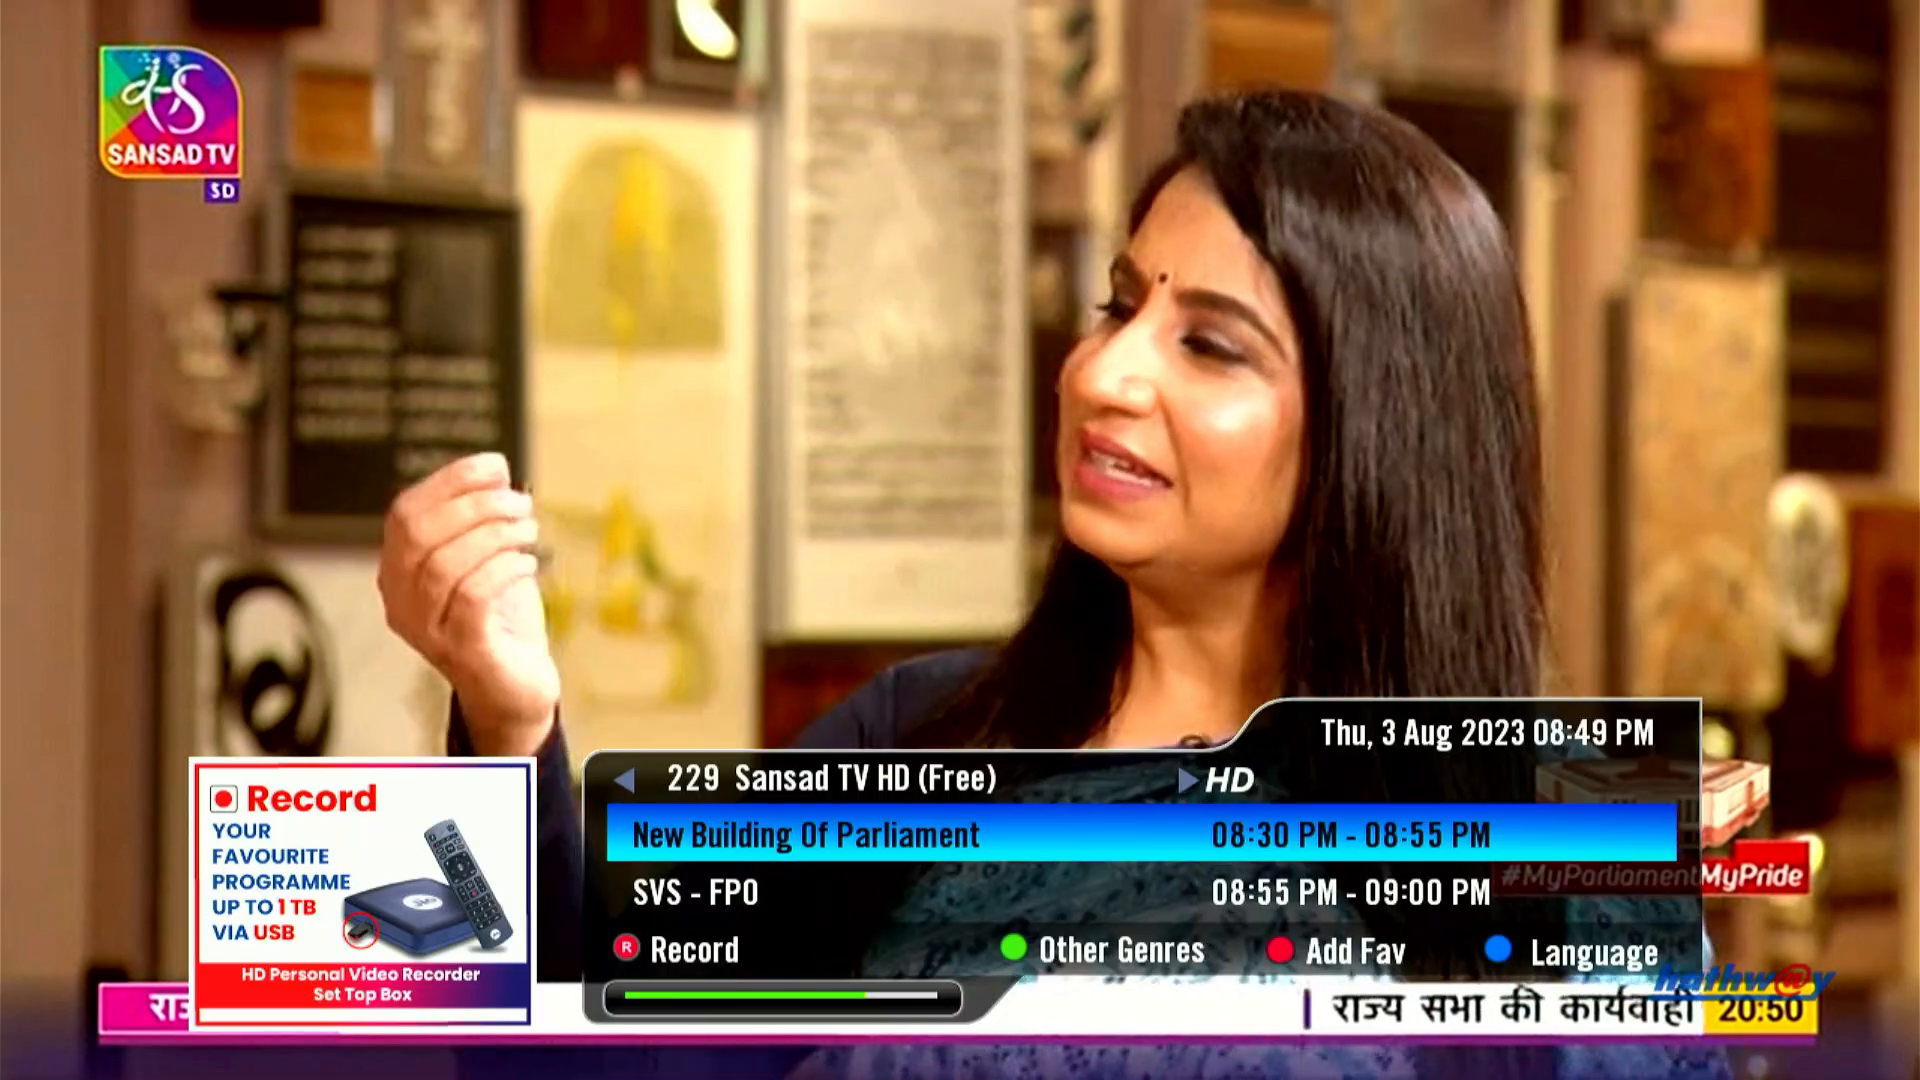 SANSAD TV
SD
Thu, 3 Aug 2023 08:49 PM
229 Sansad TV HD (Free)
HD
New Building Of Parliament 08:30 PM - 08:55 PM
SVS - FPO 08:55 PM - 09:00 PM
#MyParliamentMyPride
R Record
Other Genres
Add Fav
Language
Record
YOUR
FAVOURITE
PROGRAMME
UP TO 1 TB
VIA USB
HD Personal Video Recorder
Set Top Box
hathw@y
राज्य सभा की कार्यवाही
20:50